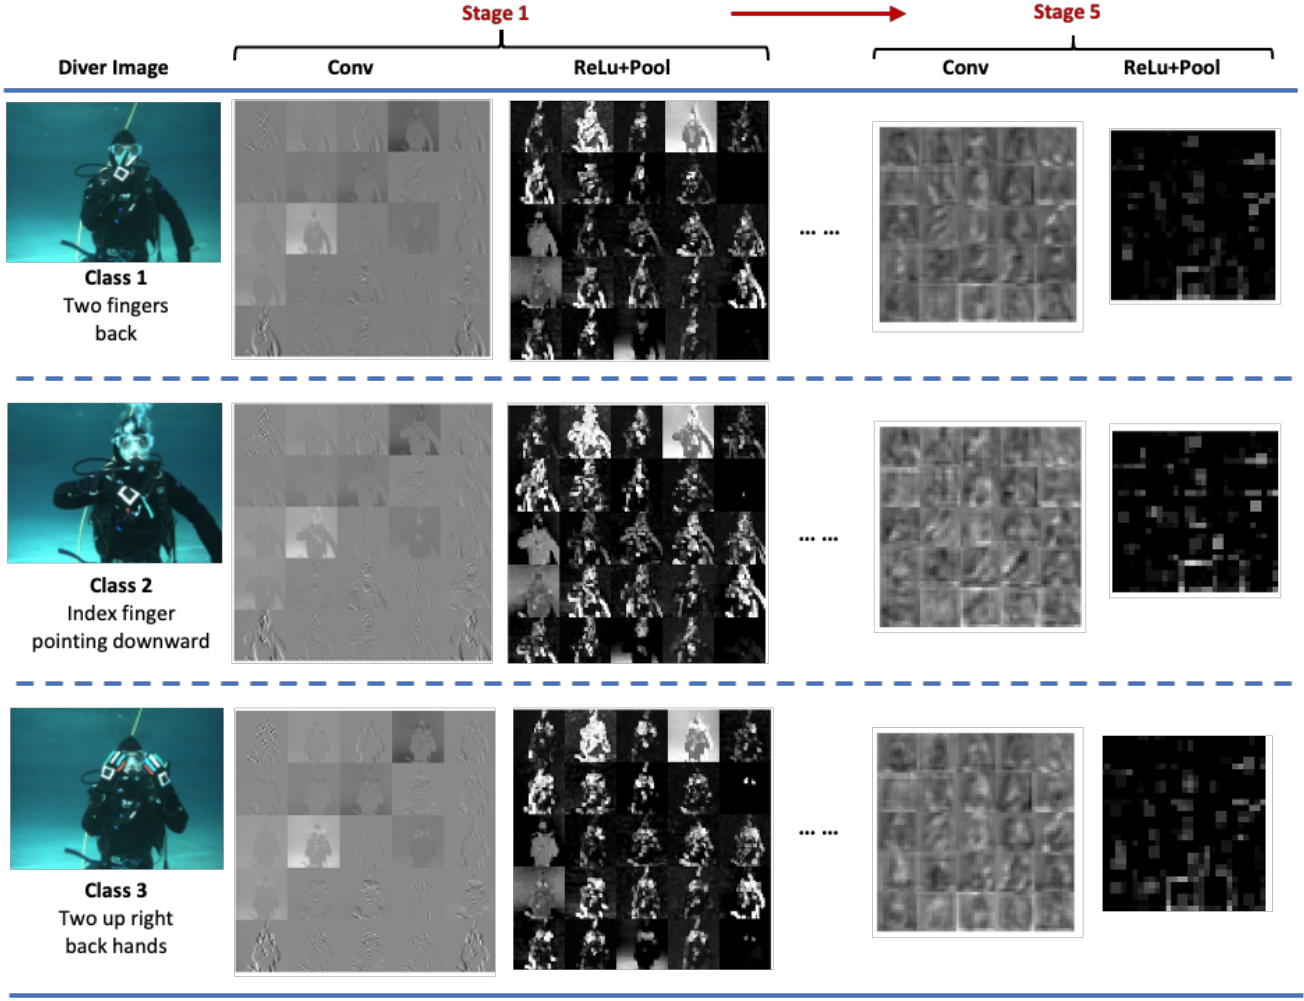 Stage 1
Stage 5
Diver Image
Conv
ReLu+Pool
Conv
ReLu+Pool
Class 1
Two fingers
back
... ...
Class 2
Index finger
pointing downward
... ...
Class 3
Two up right
back hands
... ...